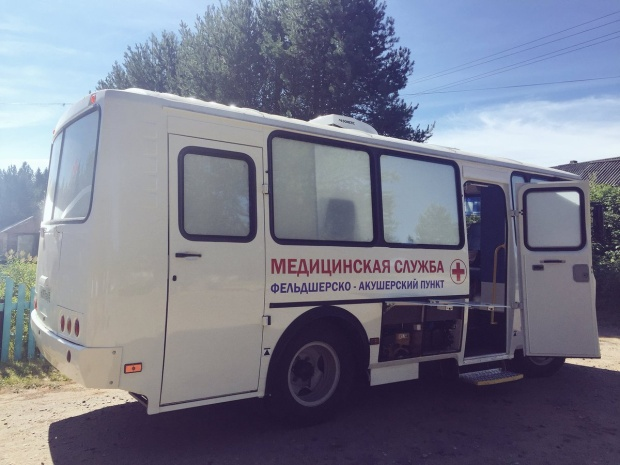 МЕДИЦИНСКАЯ СЛУЖБА
ФЕЛЬДШЕРСКО - АКУШЕРСКИЙ ПУНКТ